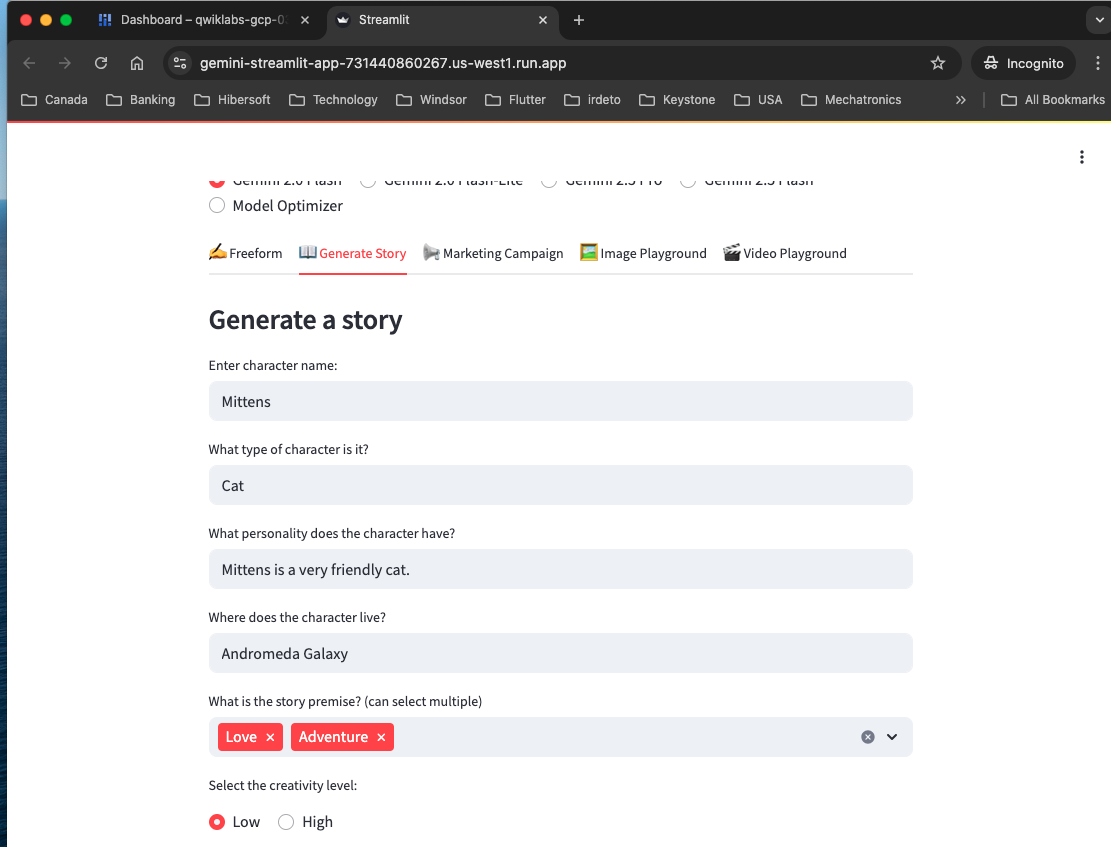 Dashboard – qwiklabs-gcp-0
Streamlit
gemini-streamlit-app-731440860267.us-west1.run.app
Incognito
Canada Banking Hibersoft Technology Windsor Flutter irdeto Keystone USA Mechatronics All Bookmarks
Gemini 2.0 Flash Gemini 2.0 Flash-Lite Gemini 2.5 Pro Gemini 2.5 Flash
Model Optimizer
Freeform Generate Story Marketing Campaign Image Playground Video Playground
Generate a story
Enter character name:
Mittens
What type of character is it?
Cat
What personality does the character have?
Mittens is a very friendly cat.
Where does the character live?
Andromeda Galaxy
What is the story premise? (can select multiple)
Love Adventure
Select the creativity level:
Low High